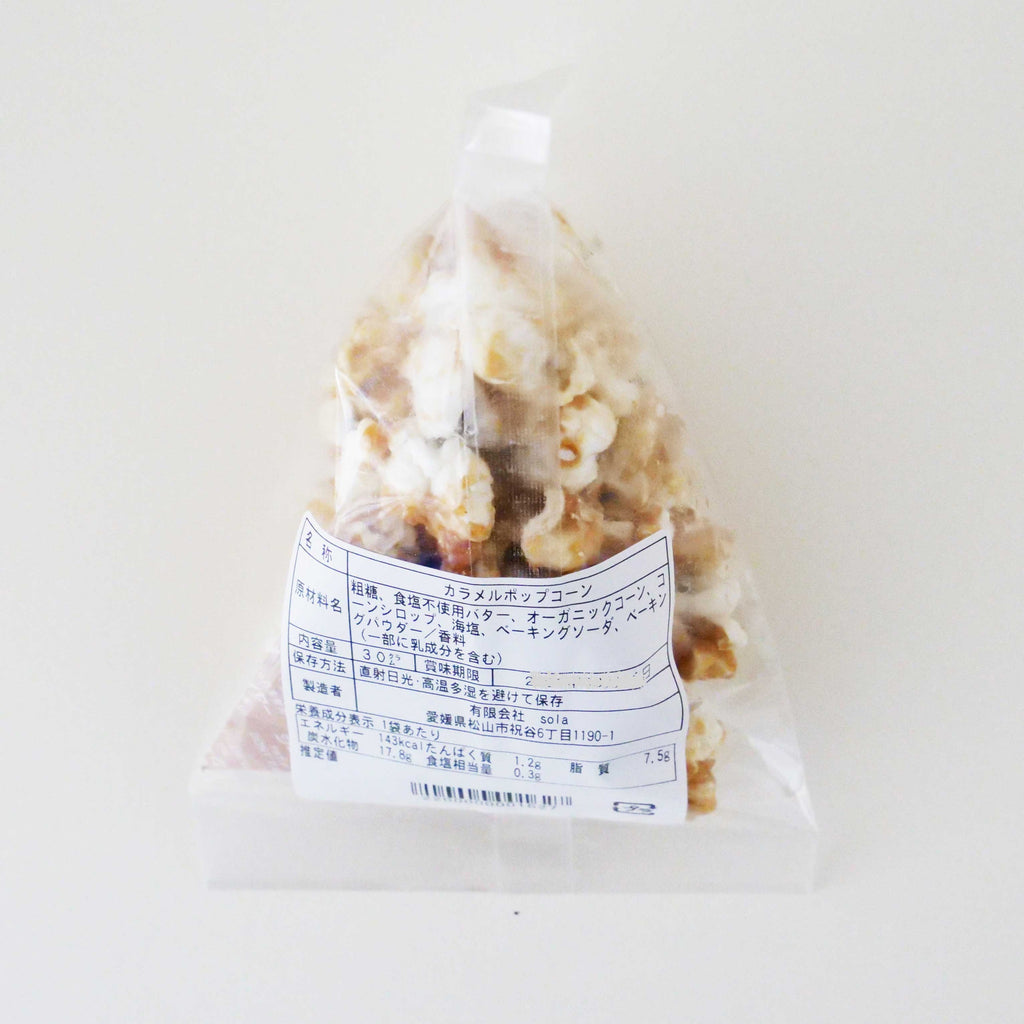 名称 カラメルポップコーン
原材料名 粗糖、食塩不使用バター、オーガニックコーン、コ
ーンシロップ、海塩、ベーキングソーダ、ベーキン
グパウダー／香料
(一部に乳成分を含む)
内容量 30㌘ 賞味期限
保存方法 直射日光・高温多湿を避けて保存
製造者 有限会社 sola
愛媛県松山市祝谷6丁目1190-1
栄養成分表示 1袋あたり
エネルギー 143kcal たんぱく質 1.2g 脂質 7.5g
炭水化物 17.8g 食塩相当量 0.3g
推定値